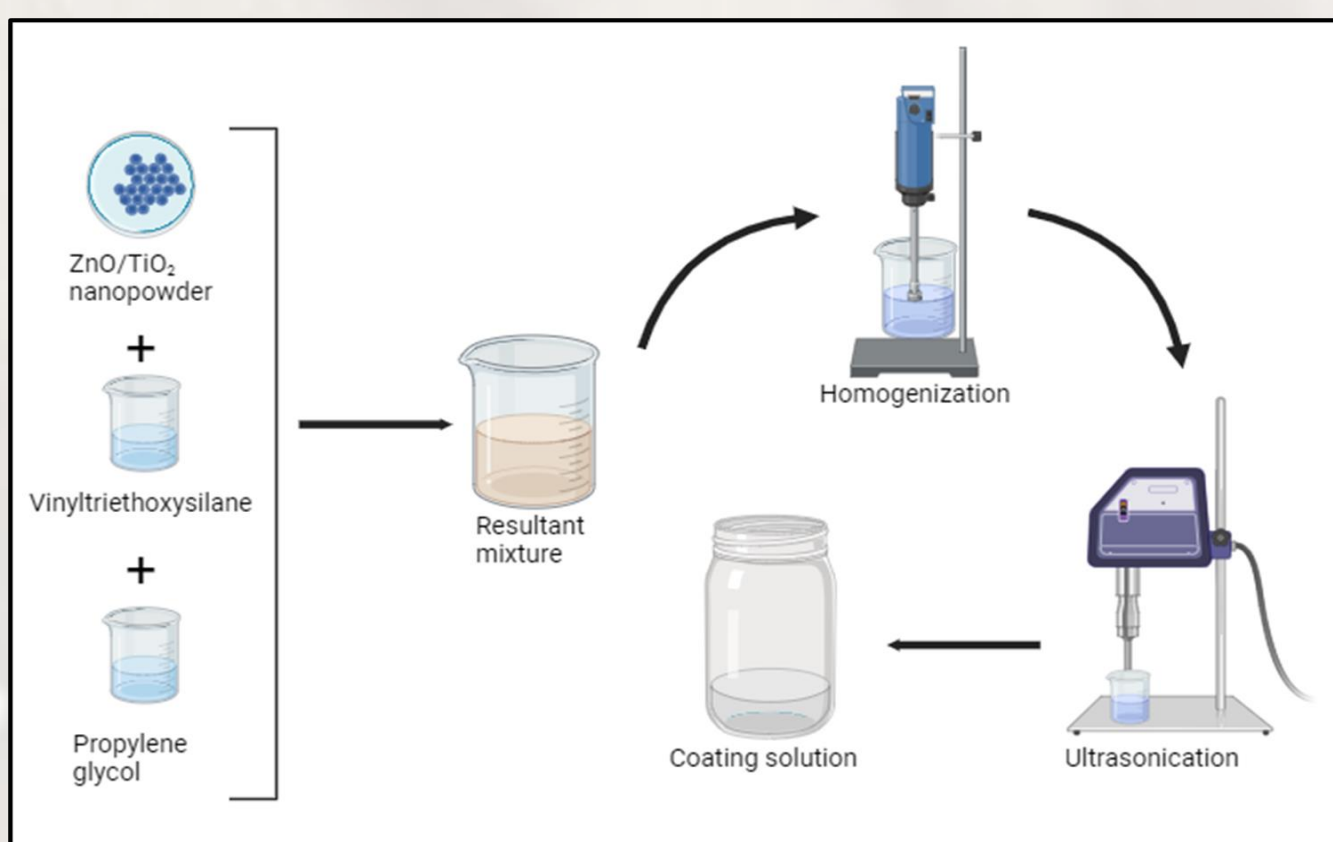 ZnO/TiO₂
nanopowder
+
Vinyltriethoxysilane
+
Propylene
glycol
Resultant
mixture
Homogenization
Ultrasonication
Coating solution